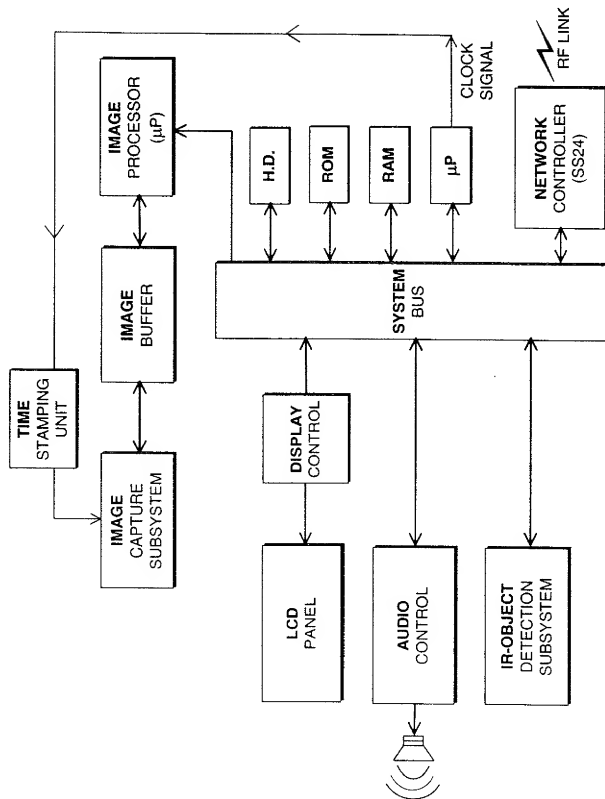 TIME
STAMPING
UNIT
IMAGE
CAPTURE
SUBSYSTEM
IMAGE
BUFFER
IMAGE
PROCESSOR
(μP)
LCD
PANEL
DISPLAY
CONTROL
AUDIO
CONTROL
IR-OBJECT
DETECTION
SUBSYSTEM
SYSTEM
BUS
H.D.
ROM
RAM
μP
CLOCK
SIGNAL
NETWORK
CONTROLLER
(SS24)
RF LINK